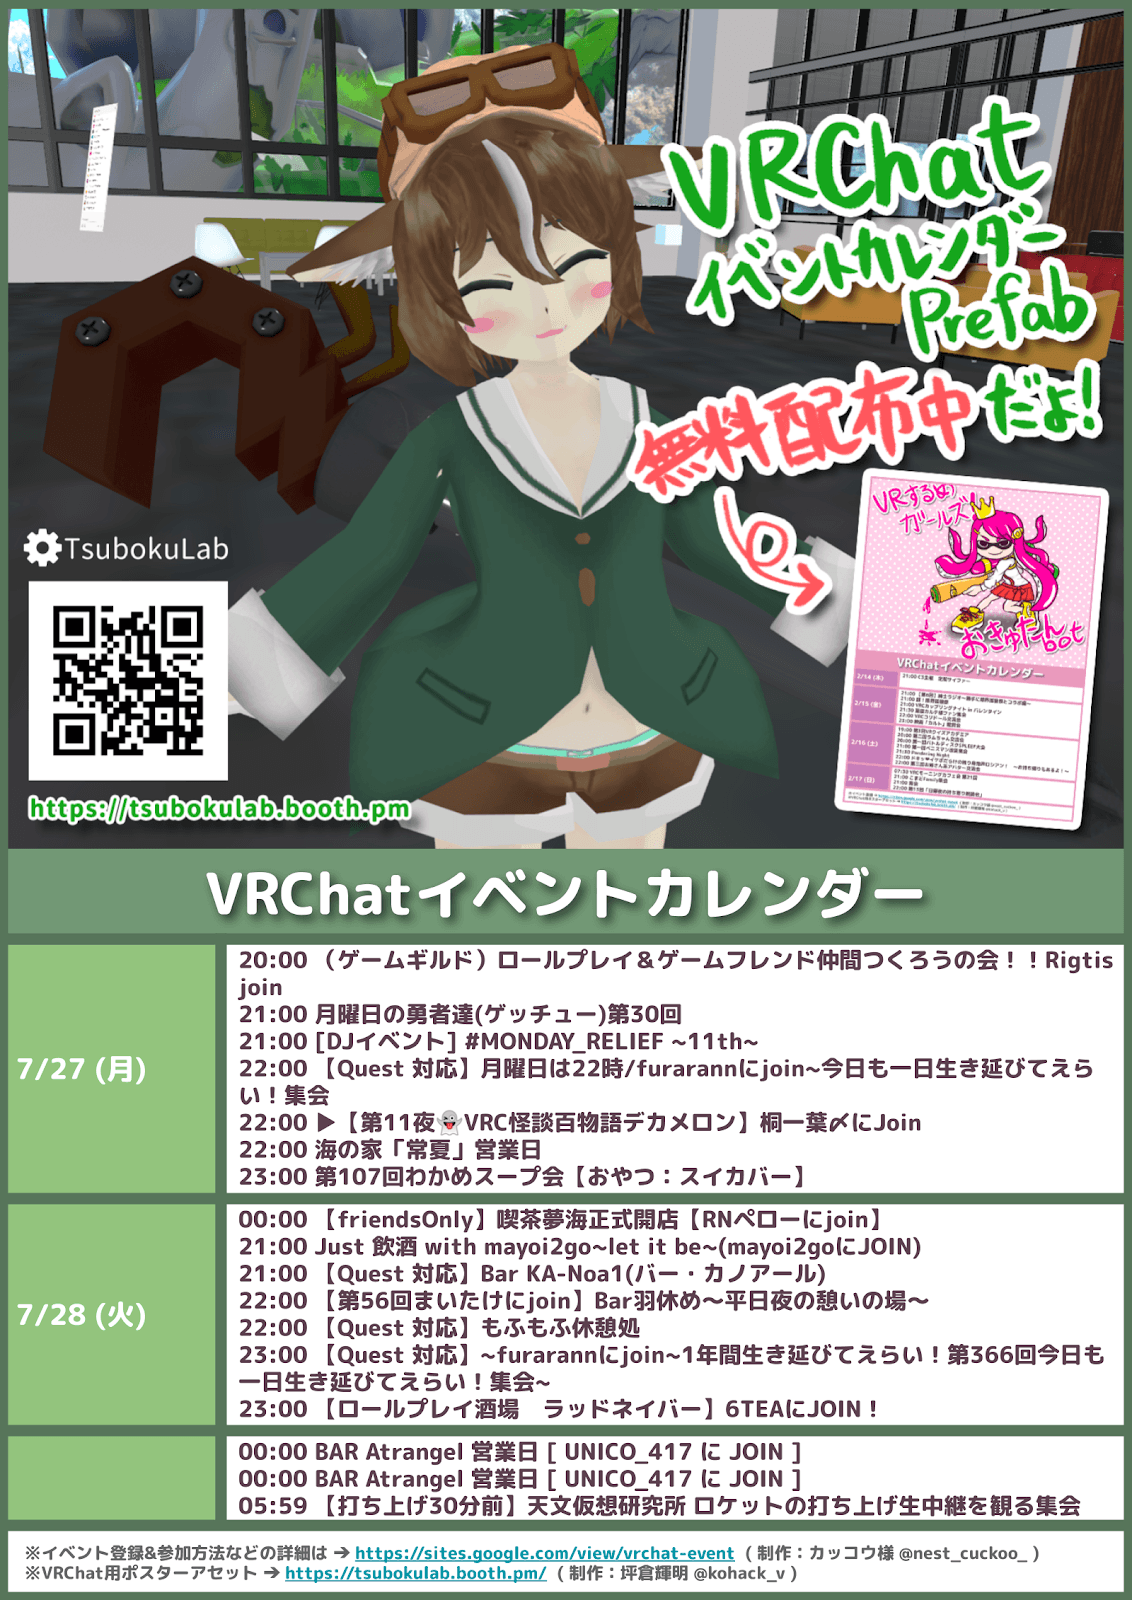 VRChat
イベントカレンダー
Prefab
無料配布中だよ!
VRするめ
ガールズ
おきゅたんbot
VRChatイベントカレンダー
2/14 (木)
2/15 (金)
2/16 (土)
2/17 (日)
TsubokuLab
https://tsubokulab.booth.pm
VRChatイベントカレンダー
7/27 (月)
20:00 （ゲームギルド）ロールプレイ＆ゲームフレンド仲間つくろうの会！！Rigtis
join
21:00 月曜日の勇者達(ゲッチュー)第30回
21:00 [DJイベント] #MONDAY_RELIEF ~11th~
22:00 【Quest 対応】月曜日は22時/furarannにjoin~今日も一日生き延びてえら
い！集会
22:00 ▶【第11夜👻VRC怪談百物語デカメロン】桐一葉〆にJoin
22:00 海の家「常夏」営業日
23:00 第107回わかめスープ会【おやつ：スイカバー】
7/28 (火)
00:00 【friendsOnly】喫茶夢海正式開店【RNペローにjoin】
21:00 Just 飲酒 with mayoi2go~let it be~(mayoi2goにJOIN)
21:00 【Quest 対応】Bar KA-Noa1(バー・カノアール)
22:00 【第56回まいたけにjoin】Bar羽休め～平日夜の憩いの場～
22:00 【Quest 対応】もふもふ休憩処
23:00 【Quest 対応】~furarannにjoin~1年間生き延びてえらい！第366回今日も
一日生き延びてえらい！集会~
23:00 【ロールプレイ酒場　ラッドネイバー】6TEAにJOIN！
00:00 BAR Atrangel 営業日 [ UNICO_417 に JOIN ]
00:00 BAR Atrangel 営業日 [ UNICO_417 に JOIN ]
05:59 【打ち上げ30分前】天文仮想研究所 ロケットの打ち上げ生中継を観る集会
※イベント登録&参加方法などの詳細は ➔ https://sites.google.com/view/vrchat-event ( 制作：カッコウ様 @nest_cuckoo_ )
※VRChat用ポスターアセット ➔ https://tsubokulab.booth.pm/ ( 制作：坪倉輝明 @kohack_v )